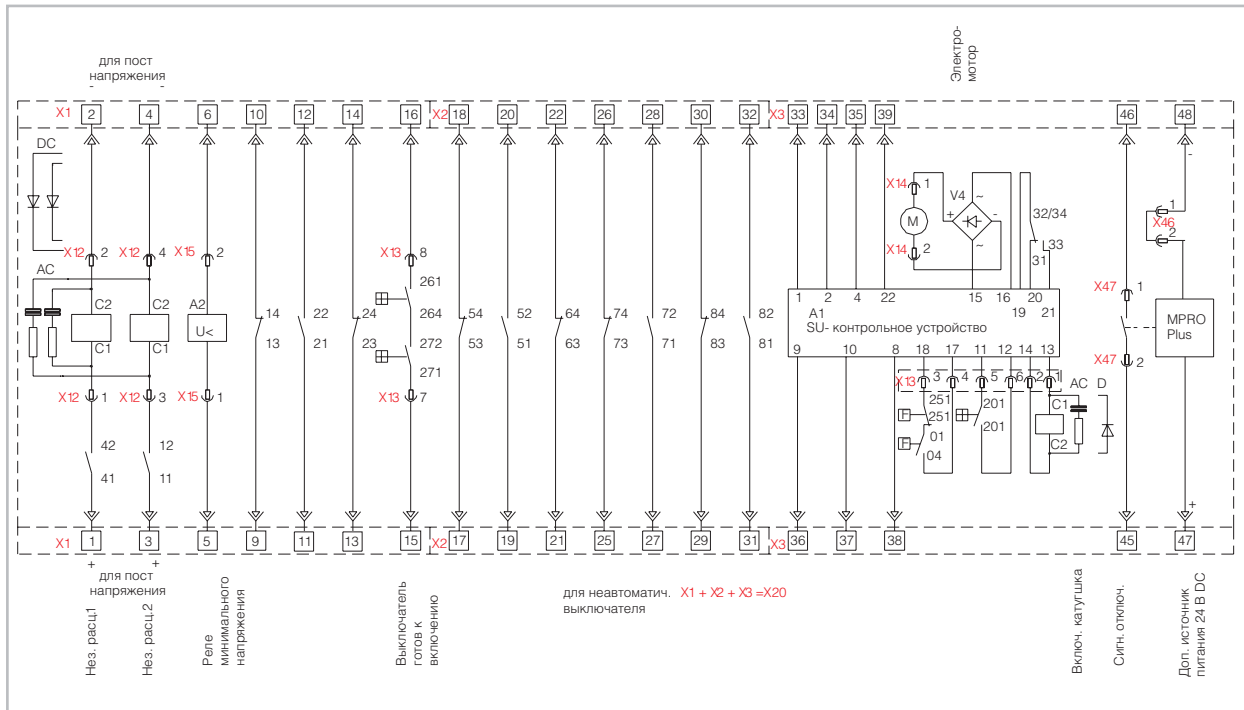 для пост
напряжения
- -
Электро-
мотор
X1 2 4 6 10 12 14 16 X2 18 20 22 26 28 30 32 X3 33 34 35 39 46 48
DC
-
X14 1 V4 ~
+ -
M
X14 2 ~
32/34
33
31
1
X46
2
X12 2 X12 4 X15 2 X13 8
AC
261
C2 C2 A2
U<
C1 C1
264
272
271
14 22 24 54 52 64 74 72 84 82
13 21 23 53 51 63 73 71 83 81
1 2 4 22 15 16 19 20 21
A1
SU- контрольное устройство
9 10 8 18 17 11 12 14 13
X47 1
MPRO
Plus
X47 2
X12 1 X12 3 X15 1 X13 7
X13 3 4 5 6 2 1
AC D
251
F 251
F 01
04
201
201
C1
C2
42 12
41 11
+
X1 1 3 5 9 11 13 15 X2 17 19 21 25 27 29 31 X3 36 37 38 45 47
+ +
для пост
напряжения
Нез. расц.1
Нез. расц.2
Реле
минимального
напряжения
Выключатель
готов к
включению
для неавтоматич. X1 + X2 + X3 =X20
выключателя
Включ. катугшка
Сигн. отключ.
Доп. источник
питания 24 В DC